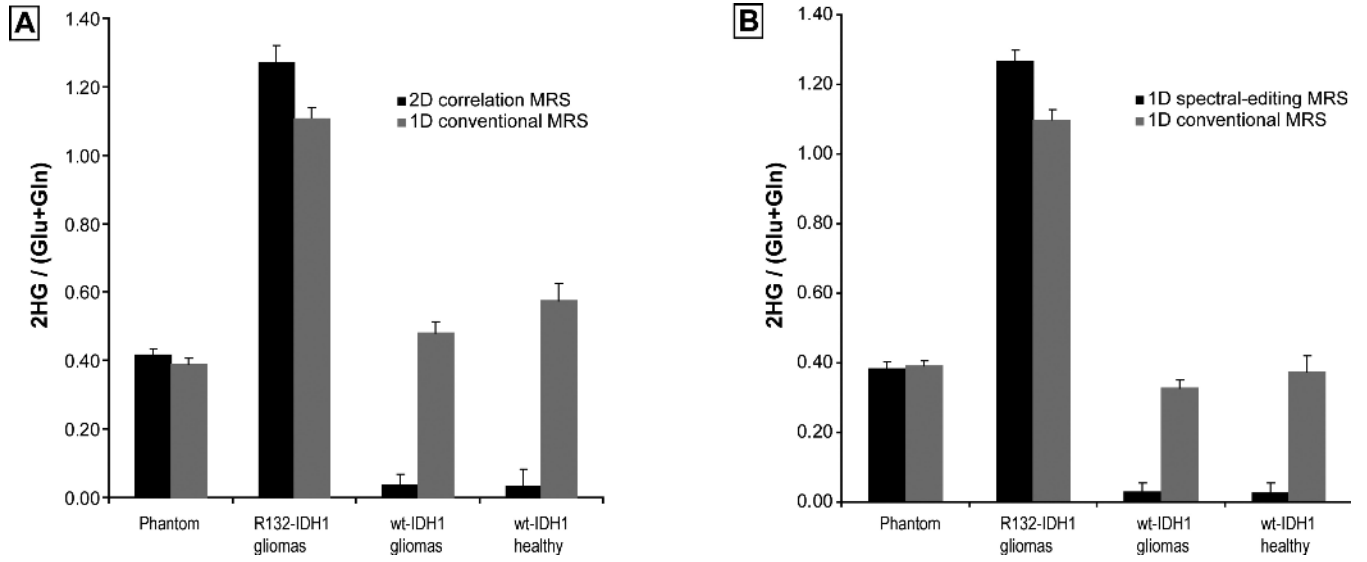 A
1.40
1.20
1.00
0.80
0.60
0.40
0.20
0.00
2HG / (Glu+Gln)
2D correlation MRS
1D conventional MRS
Phantom
R132-IDH1
gliomas
wt-IDH1
gliomas
wt-IDH1
healthy
B
1.40
1.20
1.00
0.80
0.60
0.40
0.20
0.00
2HG / (Glu+Gln)
1D spectral-editing MRS
1D conventional MRS
Phantom
R132-IDH1
gliomas
wt-IDH1
gliomas
wt-IDH1
healthy